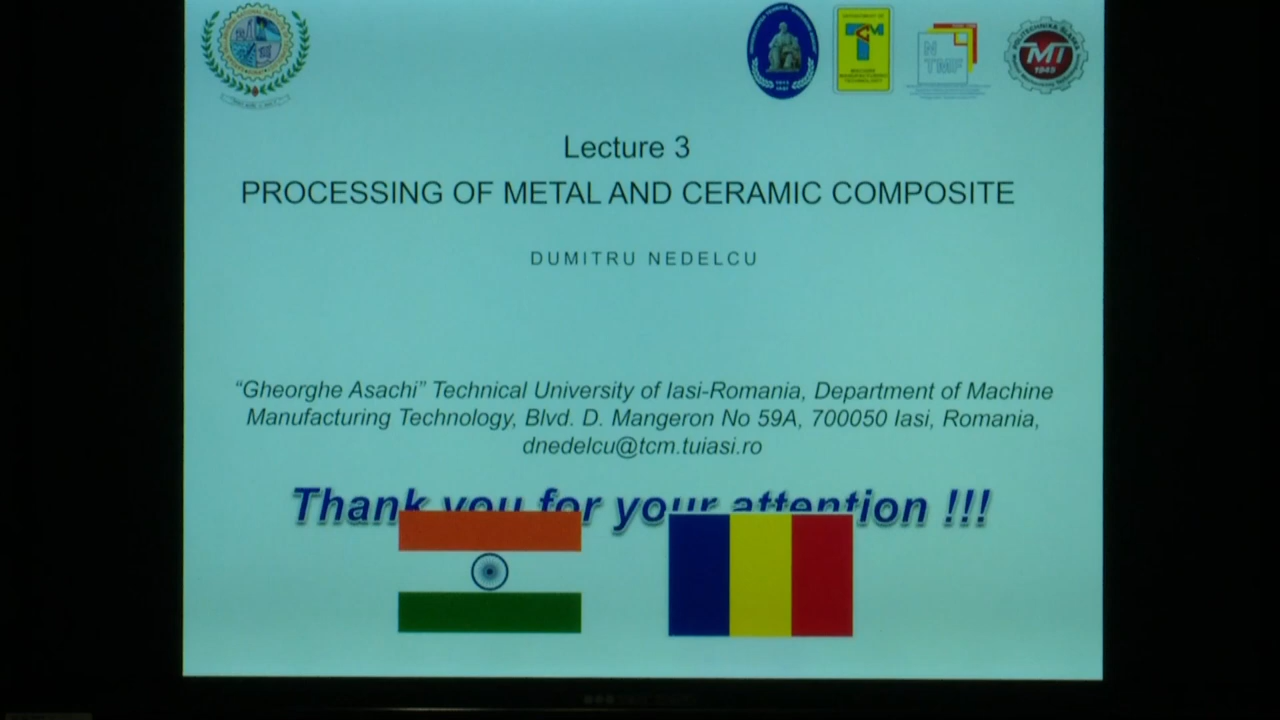 MT
1945
Lecture 3
PROCESSING OF METAL AND CERAMIC COMPOSITE
DUMITRU NEDELCU
“Gheorghe Asachi” Technical University of Iasi-Romania, Department of Machine
Manufacturing Technology, Blvd. D. Mangeron No 59A, 700050 Iasi, Romania,
dnedelcu@tcm.tuiasi.ro
Thank you for your attention !!!